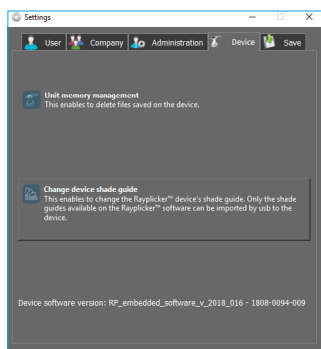 Settings
User Company Administration Device Save
Unit memory management
This enables to delete files saved on the device.
Change device shade guide
This enables to change the Rayplicker™ device's shade guide. Only the shade
guides available on the Rayplicker™ software can be imported by usb to the
device.
Device software version: RP_embedded_software_v_2018_016 - 1808-0094-009